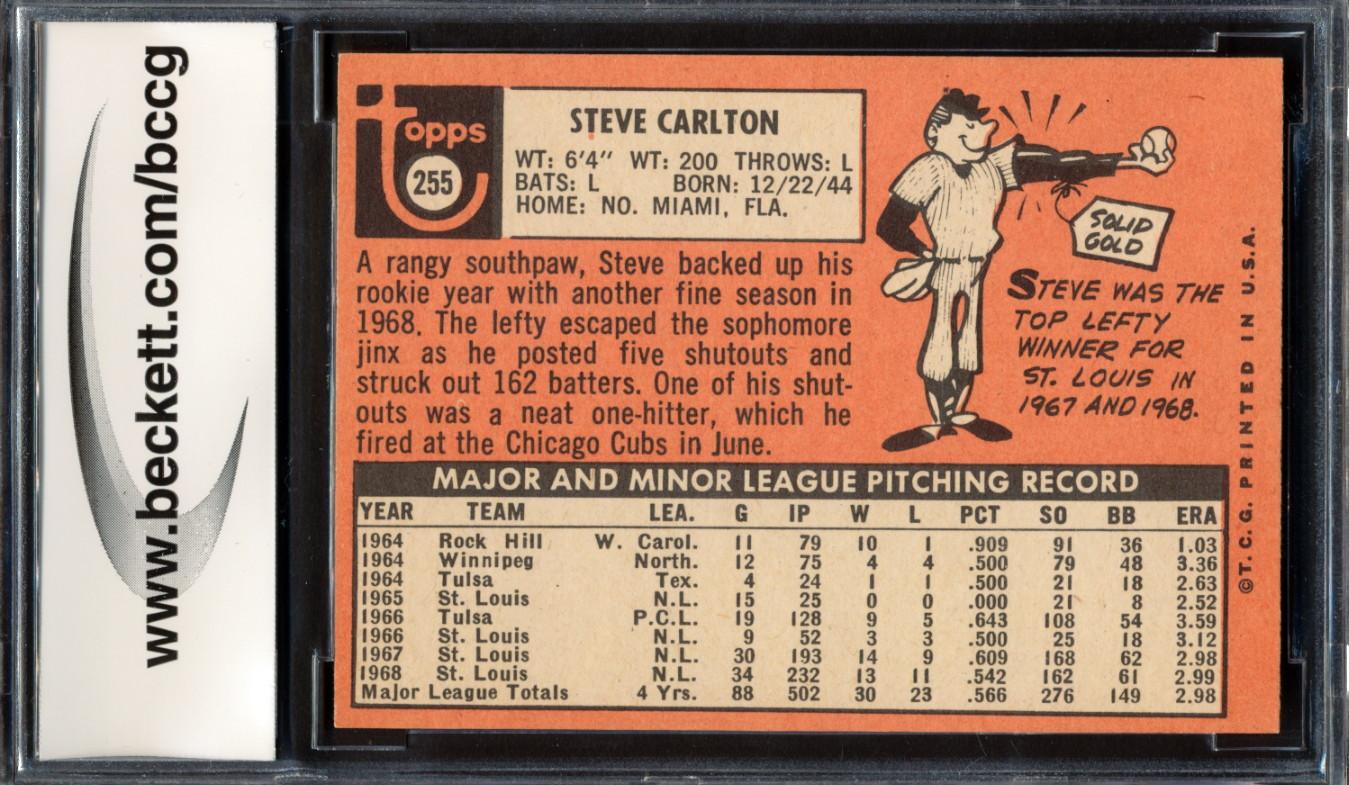 www.beckett.com/bccg
topps
255
STEVE CARLTON
WT: 6'4" WT: 200 THROWS: L
BATS: L BORN: 12/22/44
HOME: NO. MIAMI, FLA.
A rangy southpaw, Steve backed up his
rookie year with another fine season in
1968. The lefty escaped the sophomore
jinx as he posted five shutouts and
struck out 162 batters. One of his shut-
outs was a neat one-hitter, which he
fired at the Chicago Cubs in June.
SOLID
GOLD
STEVE WAS THE
TOP LEFTY
WINNER FOR
ST. LOUIS IN
1967 AND 1968.
MAJOR AND MINOR LEAGUE PITCHING RECORD
YEAR TEAM LEA. G IP W L PCT SO BB ERA
1964 Rock Hill W. Carol. 11 79 10 1 .909 91 36 1.03
1964 Winnipeg North. 12 75 4 4 .500 79 48 3.36
1964 Tulsa Tex. 4 24 1 1 .500 21 18 2.63
1965 St. Louis N.L. 15 25 0 0 .000 21 8 2.52
1966 Tulsa P.C.L. 19 128 9 5 .643 108 54 3.59
1966 St. Louis N.L. 9 52 3 3 .500 25 18 3.12
1967 St. Louis N.L. 30 193 14 9 .609 168 62 2.98
1968 St. Louis N.L. 34 232 13 11 .542 162 61 2.99
Major League Totals 4 Yrs. 88 502 30 23 .566 276 149 2.98
©T.C.G. PRINTED IN U.S.A.